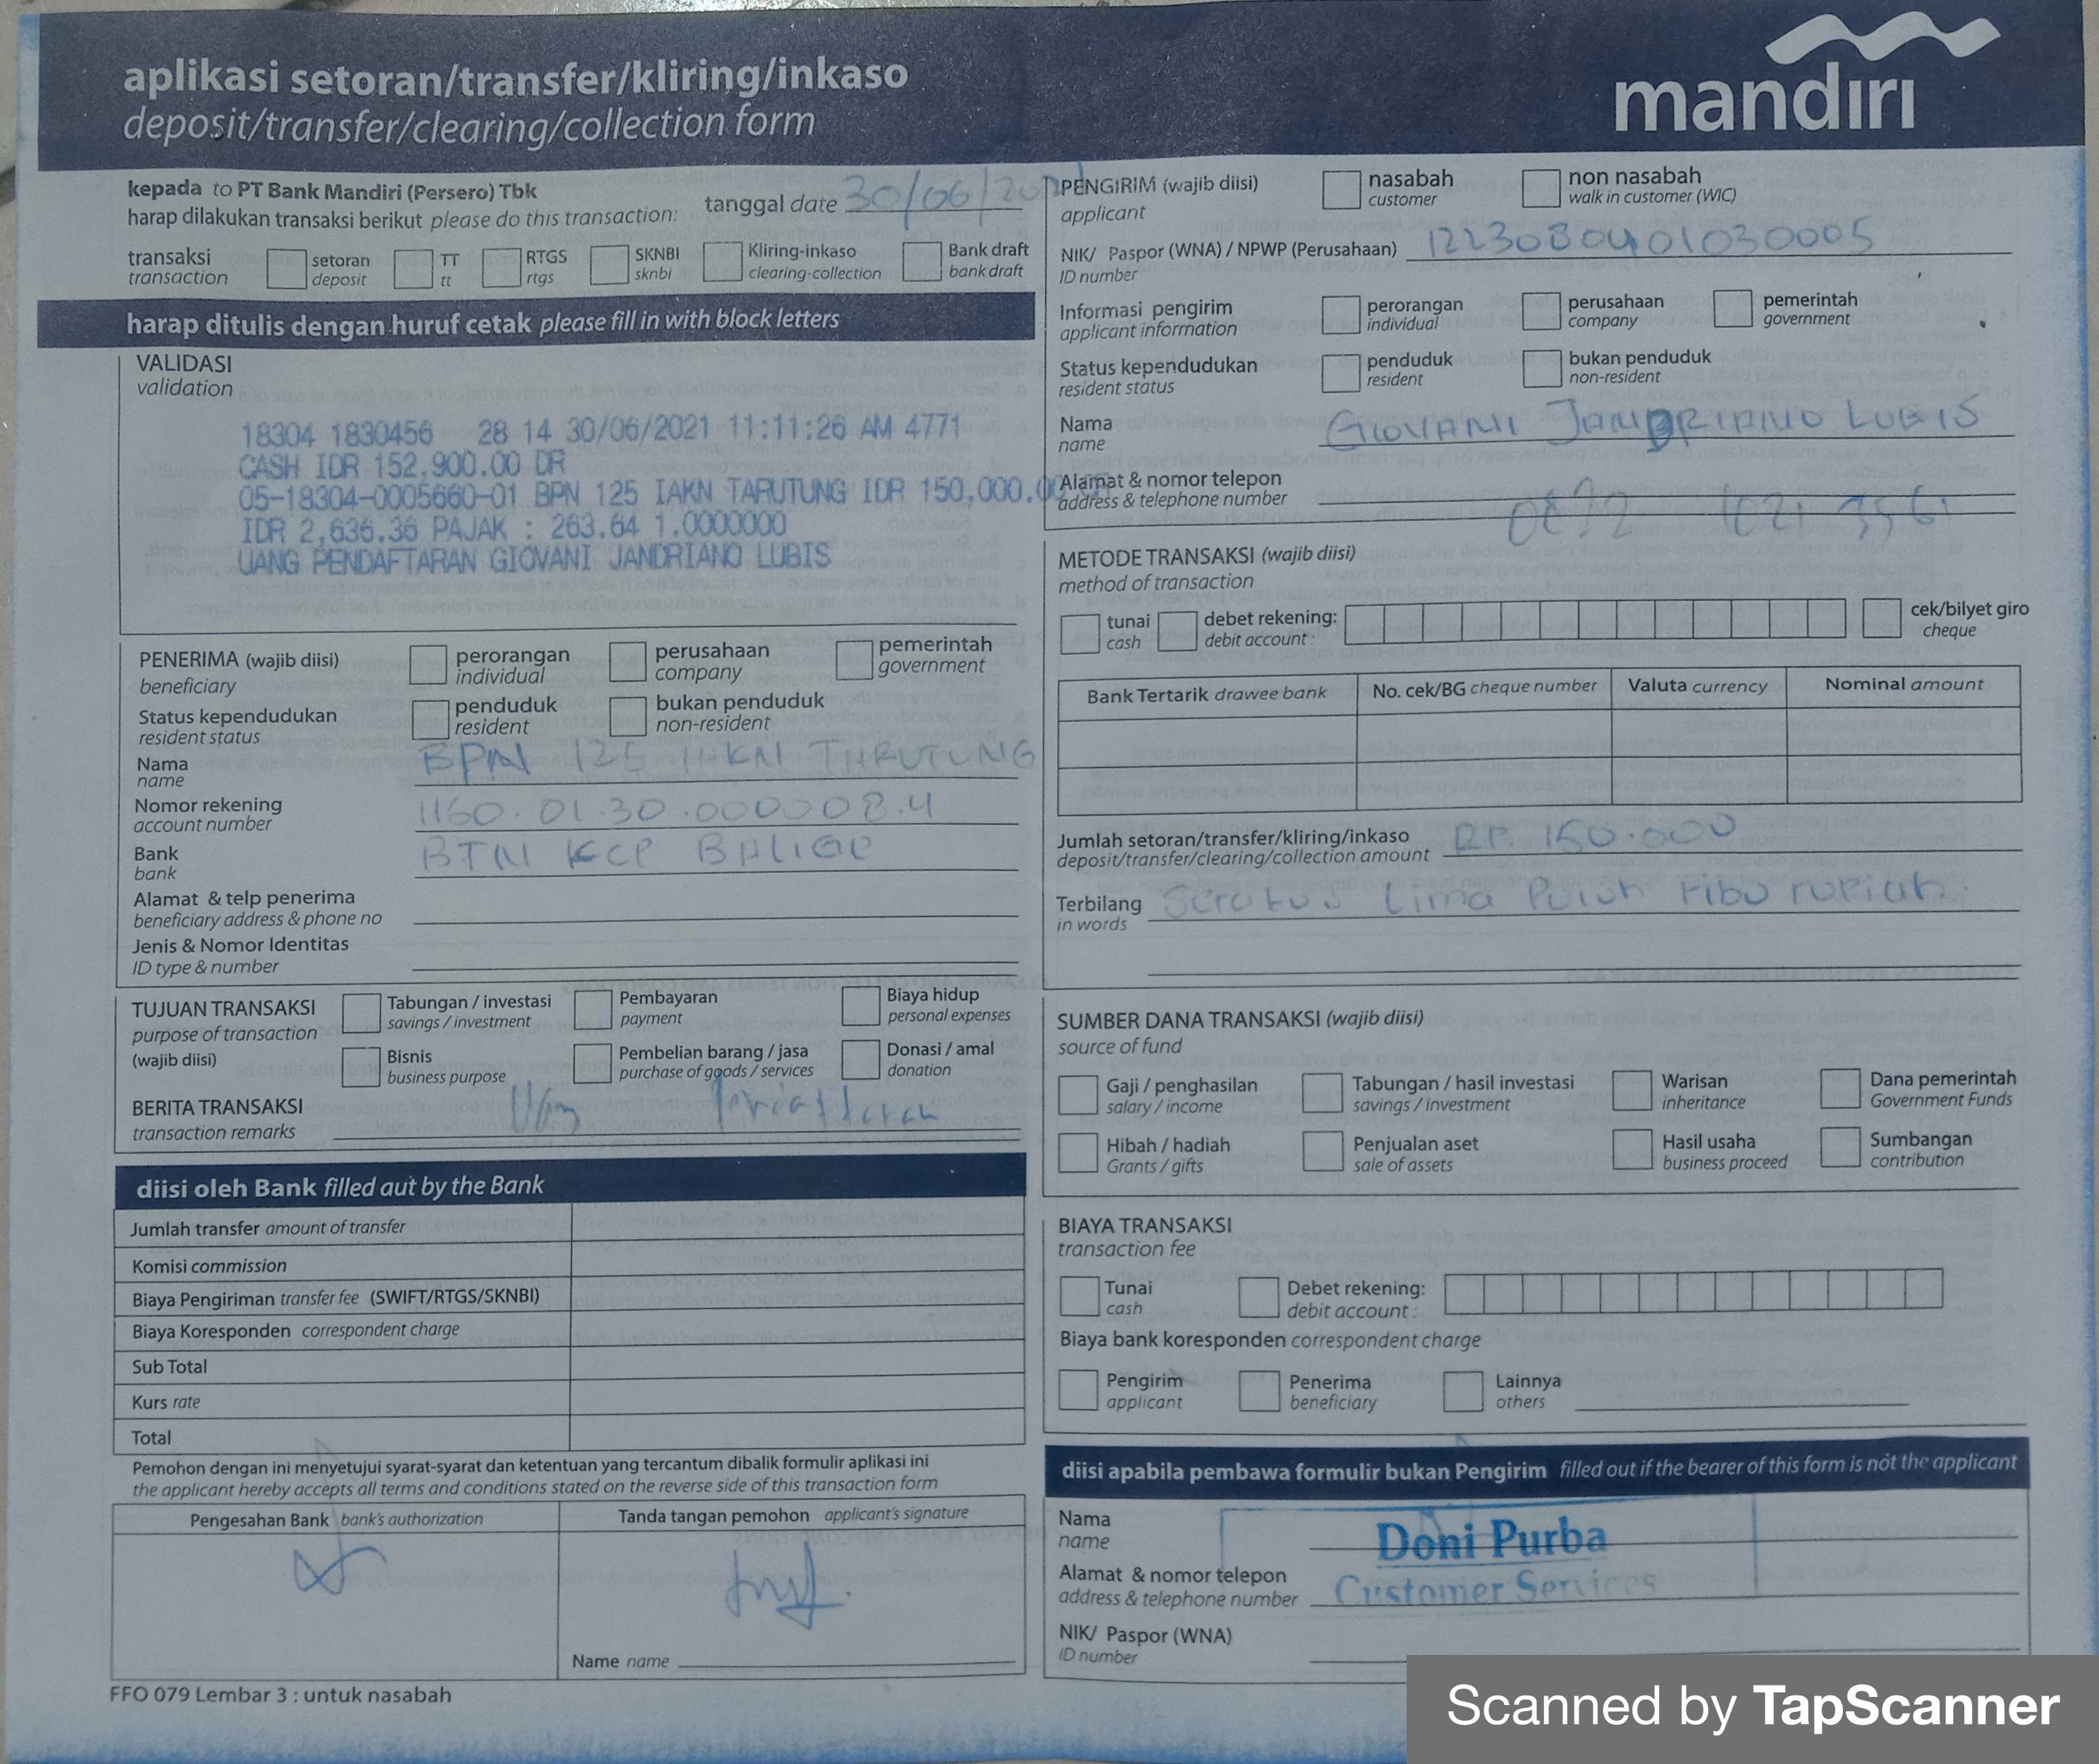 aplikasi setoran/transfer/kliring/inkaso
deposit/transfer/clearing/collection form
mandiri
kepada to PT Bank Mandiri (Persero) Tbk
harap dilakukan transaksi berikut please do this transaction:
tanggal date 30/06/
transaksi
transaction
setoran
deposit
TT
tt
RTGS
rtgs
SKNBI
sknbi
Kliring-inkaso
clearing-collection
Bank draft
bank draft
harap ditulis dengan huruf cetak please fill in with block letters
VALIDASI
validation
18304 1830456 28 14 30/06/2021 11:11:26 AM 4771
CASH IDR 152,900.00 DR
05-18304-0005660-01 BPN 125 IAKN TARUTUNG IDR 150,000.00
IDR 2,636.36 PAJAK : 263.64 1.0000000
UANG PENDAFTARAN GIOVANI JANDRIANO LUBIS
PENERIMA (wajib diisi)
beneficiary
perorangan
individual
perusahaan
company
pemerintah
government
Status kependudukan
resident status
penduduk
resident
bukan penduduk
non-resident
Nama
name
BPN 125 IAKN TARUTUNG
Nomor rekening
account number
1160.01.30.000008.4
Bank
bank
BTN KCP BALIGE
Alamat & telp penerima
beneficiary address & phone no
Jenis & Nomor Identitas
ID type & number
TUJUAN TRANSAKSI
purpose of transaction
(wajib diisi)
Tabungan / investasi
savings / investment
Pembayaran
payment
Biaya hidup
personal expenses
Bisnis
business purpose
Pembelian barang / jasa
purchase of goods / services
Donasi / amal
donation
BERITA TRANSAKSI
transaction remarks
diisi oleh Bank filled aut by the Bank
Jumlah transfer amount of transfer
Komisi commission
Biaya Pengiriman transfer fee (SWIFT/RTGS/SKNBI)
Biaya Koresponden correspondent charge
Sub Total
Kurs rate
Total
Pemohon dengan ini menyetujui syarat-syarat dan ketentuan yang tercantum dibalik formulir aplikasi ini
the applicant hereby accepts all terms and conditions stated on the reverse side of this transaction form
Pengesahan Bank bank's authorization
Tanda tangan pemohon applicant's signature
Name name
FFO 079 Lembar 3 : untuk nasabah
PENGIRIM (wajib diisi)
applicant
nasabah
customer
non nasabah
walk in customer (WIC)
NIK/ Paspor (WNA) / NPWP (Perusahaan) 1223080401030005
ID number
Informasi pengirim
applicant information
perorangan
individual
perusahaan
company
pemerintah
government
Status kependudukan
resident status
penduduk
resident
bukan penduduk
non-resident
Nama
name
GIOVANI JANDRIANO LUBIS
Alamat & nomor telepon
address & telephone number
METODE TRANSAKSI (wajib diisi)
method of transaction
tunai
cash
debet rekening:
debit account :
cek/bilyet giro
cheque
Bank Tertarik drawee bank
No. cek/BG cheque number
Valuta currency
Nominal amount
Jumlah setoran/transfer/kliring/inkaso
deposit/transfer/clearing/collection amount
RP. 150.000
Terbilang
in words
Seratus Lima Puluh ribu rupiah.
SUMBER DANA TRANSAKSI (wajib diisi)
source of fund
Gaji / penghasilan
salary / income
Tabungan / hasil investasi
savings / investment
Warisan
inheritance
Dana pemerintah
Government Funds
Hibah / hadiah
Grants / gifts
Penjualan aset
sale of assets
Hasil usaha
business proceed
Sumbangan
contribution
BIAYA TRANSAKSI
transaction fee
Tunai
cash
Debet rekening:
debit account :
Biaya bank koresponden correspondent charge
Pengirim
applicant
Penerima
beneficiary
Lainnya
others
diisi apabila pembawa formulir bukan Pengirim filled out if the bearer of this form is not the applicant
Nama
name
Doni Purba
Alamat & nomor telepon
address & telephone number
Customer Services
NIK/ Paspor (WNA)
ID number
Scanned by TapScanner